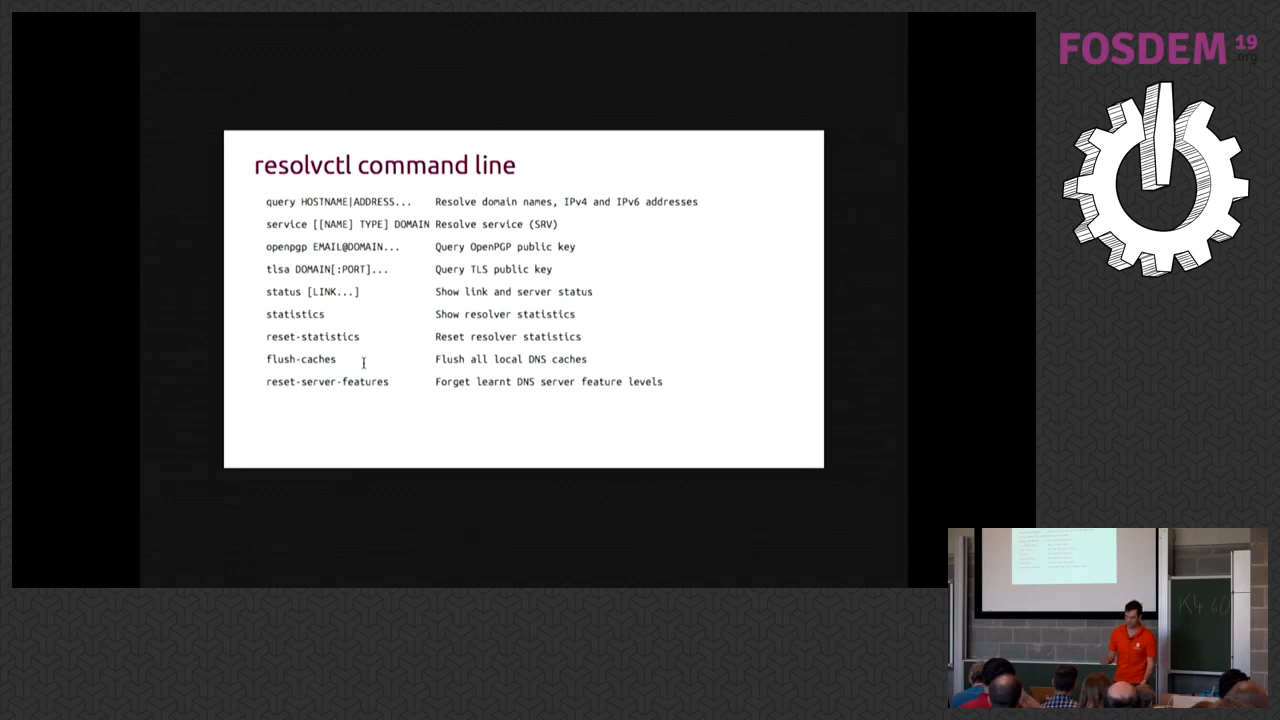 FOSDEM 19
.org
resolvctl command line
query HOSTNAME|ADDRESS... Resolve domain names, IPv4 and IPv6 addresses
service [[NAME] TYPE] DOMAIN Resolve service (SRV)
openpgp EMAIL@DOMAIN... Query OpenPGP public key
tlsa DOMAIN[:PORT]... Query TLS public key
status [LINK...] Show link and server status
statistics Show resolver statistics
reset-statistics Reset resolver statistics
flush-caches Flush all local DNS caches
reset-server-features Forget learnt DNS server feature levels
K4.601